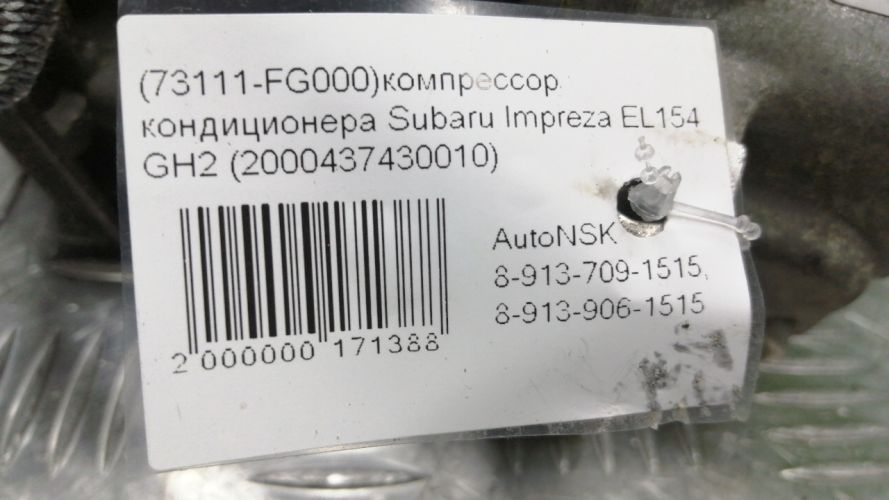 (73111-FG000)компрессор
кондиционера Subaru Impreza EL154
GH2 (2000437430010)
AutoNSK
8-913-709-1515,
8-913-906-1515
2 000000 171388